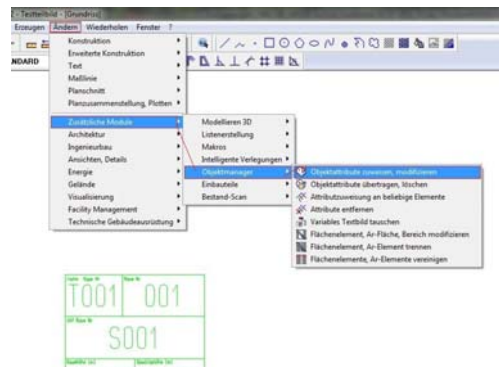 2 - Testteilbild - [Grundriss]
Erzeugen Ändern Wiederholen Fenster ?
NDARD
Konstruktion
Erweiterte Konstruktion
Text
Maßlinie
Planschnitt
Planzusammenstellung, Plotten
Zusätzliche Module
Architektur
Ingenieurbau
Ansichten, Details
Energie
Gelände
Visualisierung
Facility Management
Technische Gebäudeausrüstung
Modellieren 3D
Listenerstellung
Makros
Intelligente Verlegungen
Objektmanager
Einbauteile
Bestand-Scan
Objektattribute zuweisen, modifizieren
Objektattribute übertragen, löschen
Attributzuweisung an beliebige Elemente
Attribute entfernen
Variables Textbild tauschen
Flächenelement, Ar-Fläche, Bereich modifizieren
Flächenelement, Ar-Element trennen
Flächenelemente, Ar-Elemente vereinigen
T001 001
S001